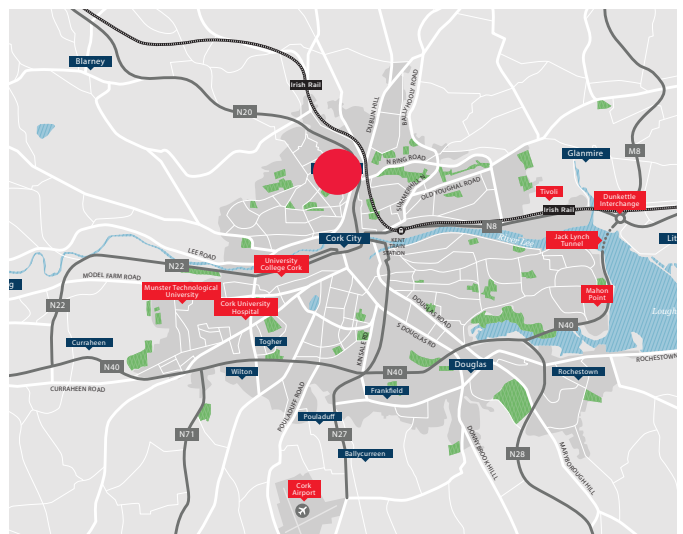 Blarney
Irish Rail
N20
DUBLIN HILL
BALLYHOOLY ROAD
M8
N RING ROAD
Glanmire
SUMMERHILL N
OLD YOUGHAL ROAD
Tivoli
Dunkettle
Interchange
Irish Rail
N8
Cork City
KENT
TRAIN
STATION
River Lee
Jack Lynch
Tunnel
LEE ROAD
N22
University
College Cork
MODEL FARM ROAD
Munster Technological
University
Cork University
Hospital
Mahon
Point
N22
DOUGLAS ROAD
S DOUGLAS RD
N40
KINSALE RD
Curraheen
Togher
ROCHESTOWN
N40
Wilton
N40
Douglas
Rochestown
CURRAHEEN ROAD
Frankfield
POULADUFF ROAD
Pouladuff
N71
N27
DONNYBROOK HILL
MARYBOROUGH HILL
Ballycurreen
N28
Cork
Airport